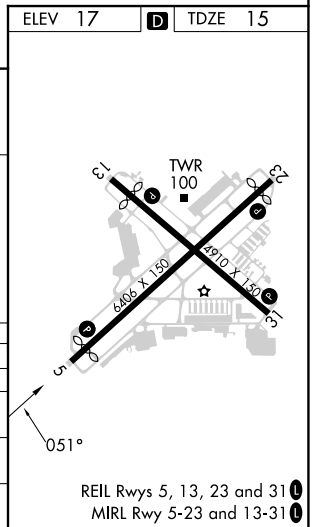 ELEV 17 D TDZE 15
13
TWR
100
23
P
P
6406 X 150
4910 X 150
P
P
31
5
051°
REIL Rwys 5, 13, 23 and 31 L
MIRL Rwy 5-23 and 13-31 L